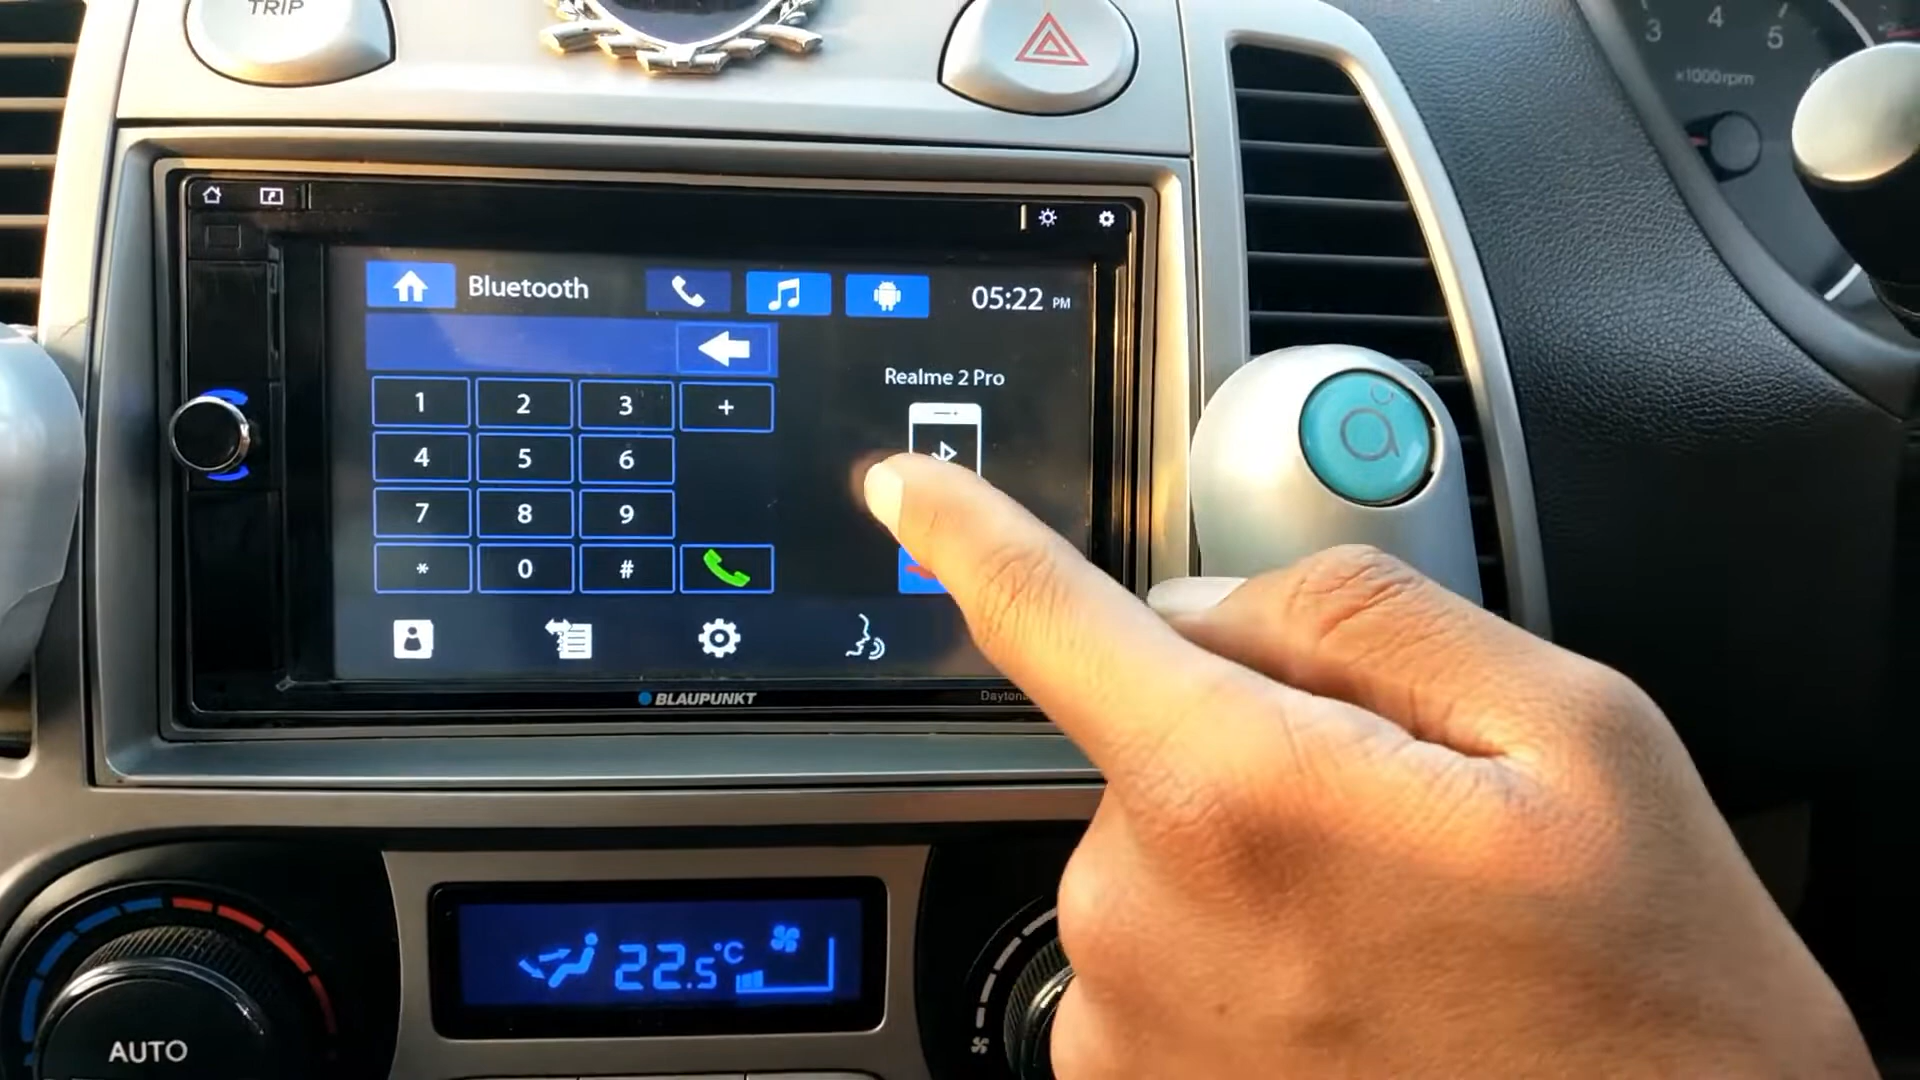 TRIP
3 4 5
x1000rpm
Bluetooth
05:22 PM
Realme 2 Pro
1 2 3 +
4 5 6
7 8 9
* 0 #
BLAUPUNKT
22.5°C
AUTO